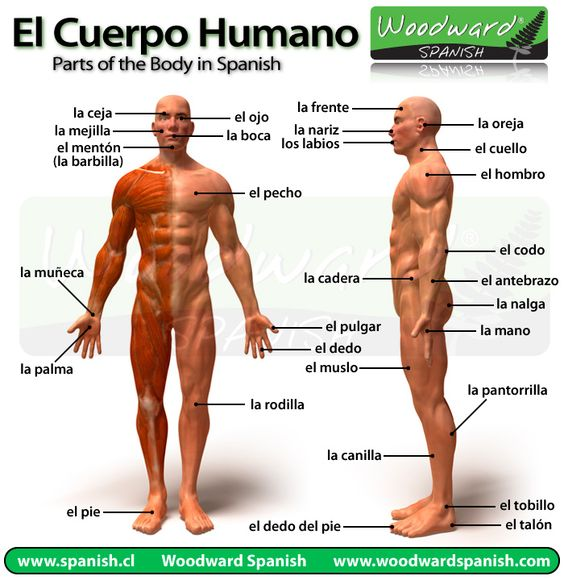 El Cuerpo Humano
Parts of the Body in Spanish
Woodward®
SPANISH
la ceja
el ojo
la mejilla
la boca
el mentón
(la barbilla)
el pecho
la muñeca
la palma
el pulgar
el dedo
la rodilla
el pie
la frente
la oreja
la nariz
los labios
el cuello
el hombro
el codo
la cadera
el antebrazo
la nalga
la mano
el muslo
la pantorrilla
la canilla
el tobillo
el dedo del pie
el talón
Woodward®
SPANISH
www.spanish.cl Woodward Spanish www.woodwardspanish.com